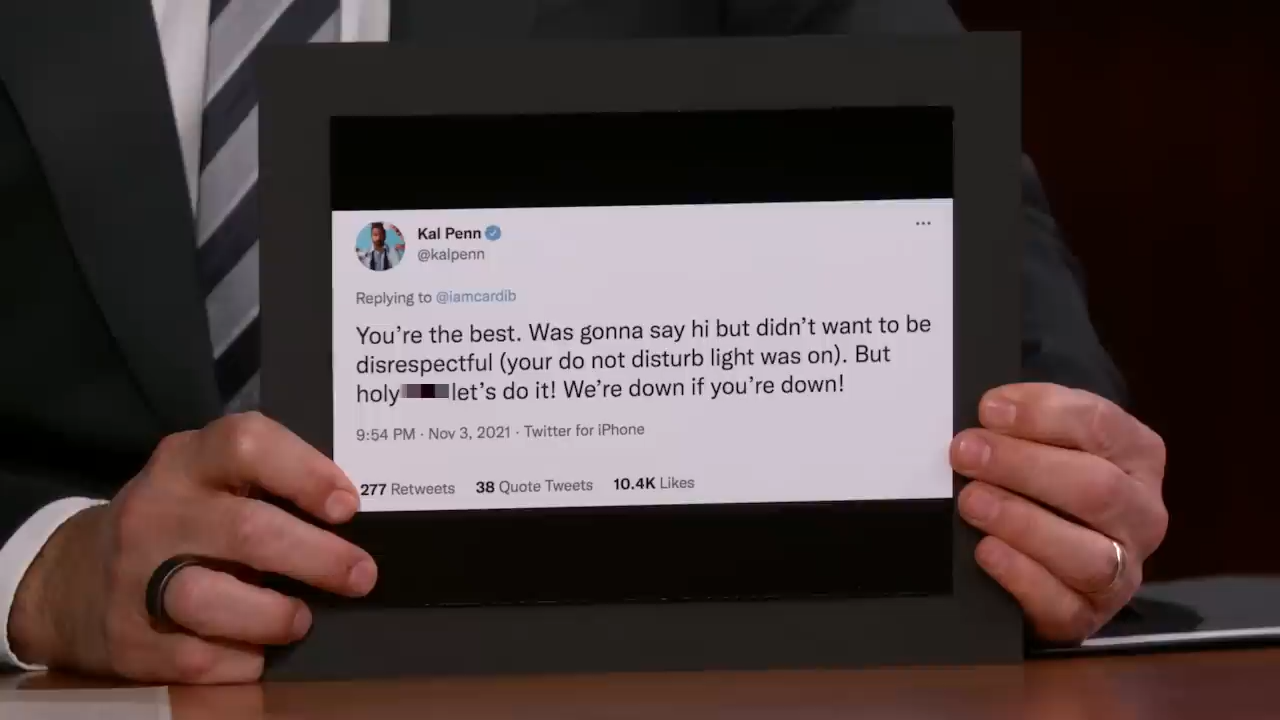 Kal Penn
@kalpenn
Replying to @iamcardib
You're the best. Was gonna say hi but didn't want to be
disrespectful (your do not disturb light was on). But
holy let's do it! We're down if you're down!
9:54 PM · Nov 3, 2021 · Twitter for iPhone
277 Retweets 38 Quote Tweets 10.4K Likes